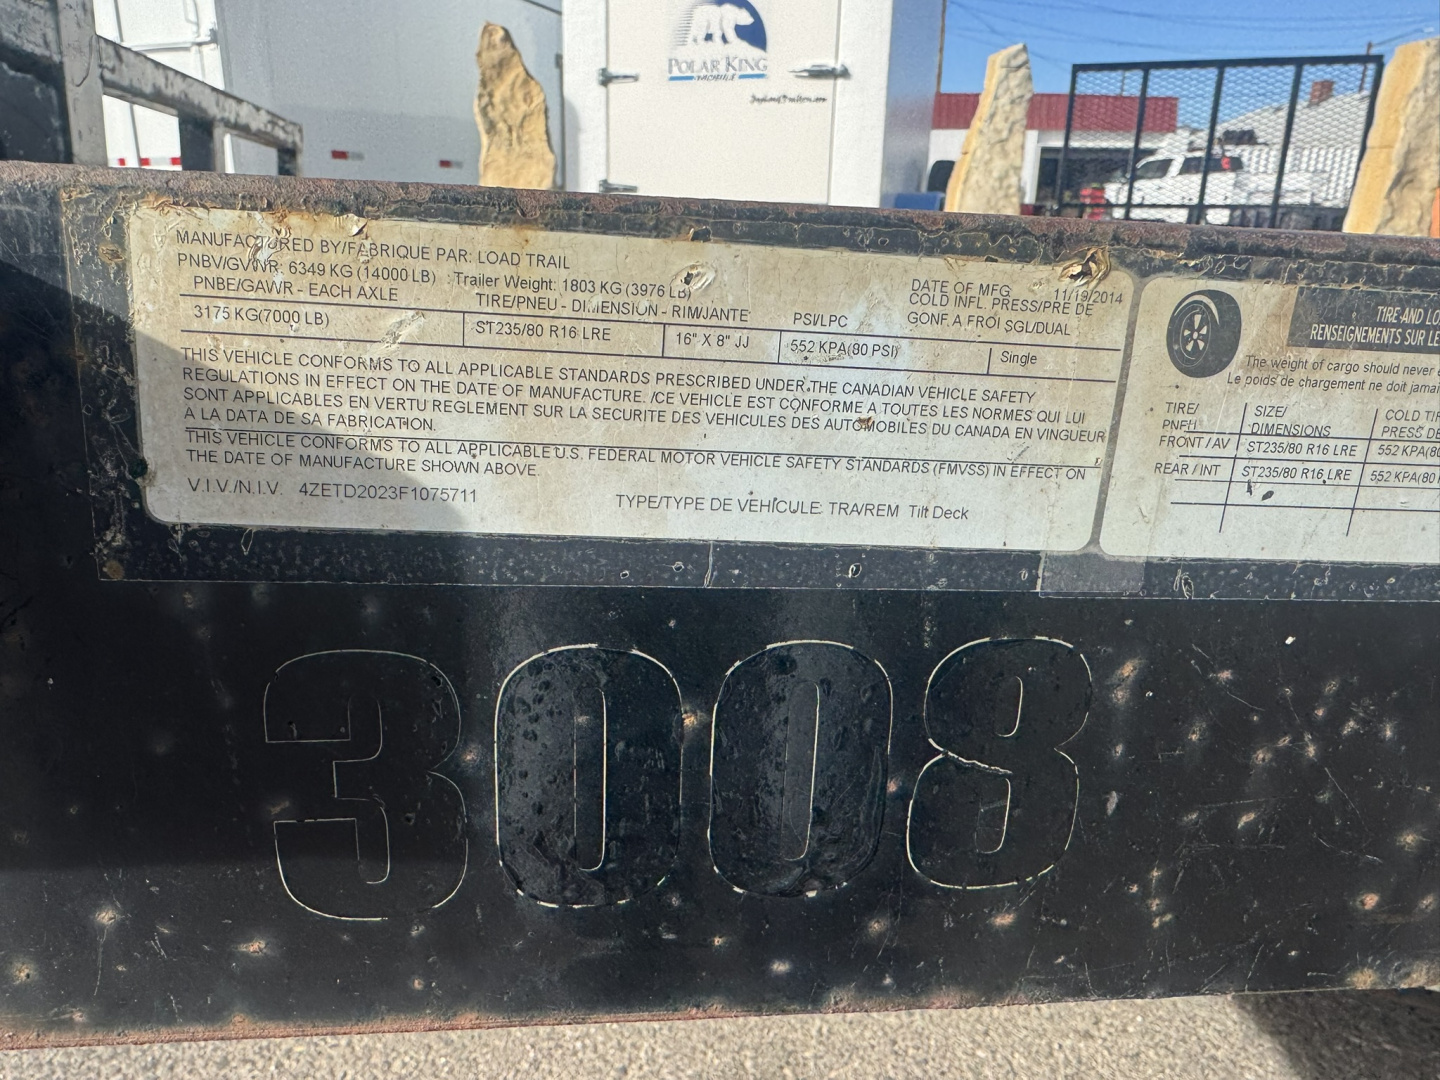 POLAR KING
MOBILE
MANUFACTURED BY/FABRIQUE PAR: LOAD TRAIL
PNBV/GVWR: 6349 KG (14000 LB) Trailer Weight: 1803 KG (3976 LB)
DATE OF MFG 11/19/2014
PNBE/GAWR - EACH AXLE TIRE/PNEU - DIMENSION - RIM/JANTE PSI/LPC COLD INFL. PRESS/PRE DE
GONF. A FROI SGL/DUAL
3175 KG(7000 LB) ST235/80 R16 LRE 16" X 8" JJ 552 KPA(80 PSI) Single
THIS VEHICLE CONFORMS TO ALL APPLICABLE STANDARDS PRESCRIBED UNDER THE CANADIAN VEHICLE SAFETY
REGULATIONS IN EFFECT ON THE DATE OF MANUFACTURE. /CE VEHICLE EST CONFORME A TOUTES LES NORMES QUI LUI
SONT APPLICABLES EN VERTU REGLEMENT SUR LA SECURITE DES VEHICULES DES AUTOMOBILES DU CANADA EN VINGUEUR
À LA DATA DE SA FABRICATION.
THIS VEHICLE CONFORMS TO ALL APPLICABLE U.S. FEDERAL MOTOR VEHICLE SAFETY STANDARDS (FMVSS) IN EFFECT ON
THE DATE OF MANUFACTURE SHOWN ABOVE.
V.I.V./N.I.V. 4ZETD2023F1075711 TYPE/TYPE DE VEHICULE: TRA/REM Tilt Deck
TIRE AND LO
RENSEIGNEMENTS SUR LE
The weight of cargo should never
Le poids de chargement ne doit jamai
TIRE/ SIZE/ COLD TIR
PNEU DIMENSIONS PRESS DE
FRONT / AV ST235/80 R16 LRE 552 KPA(80
REAR / INT ST235/80 R16 LRE 552 KPA(80
3008